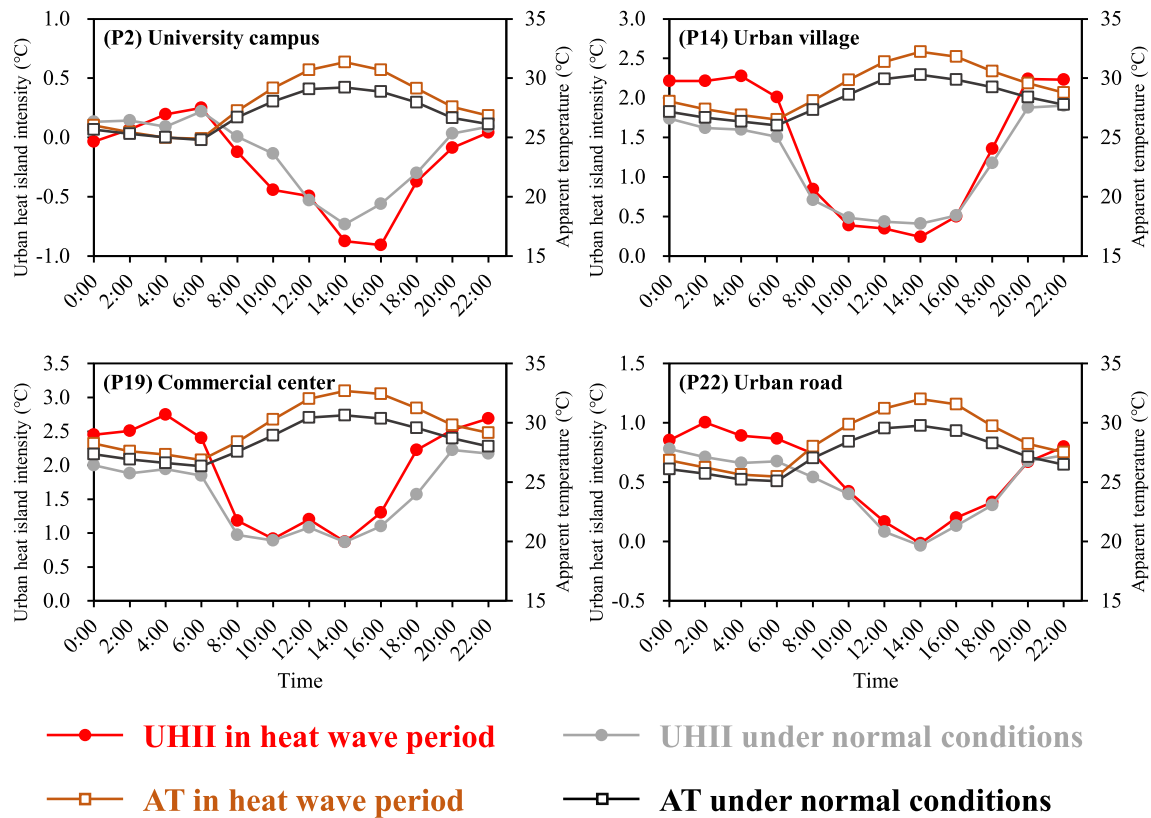 (P2) University campus
Urban heat island intensity (℃)
1.0
0.5
0.0
-0.5
-1.0
35
30
25
20
15
Apparent temperature (℃)
0:00 2:00 4:00 6:00 8:00 10:00 12:00 14:00 16:00 18:00 20:00 22:00
(P14) Urban village
Urban heat island intensity (℃)
3.0
2.5
2.0
1.5
1.0
0.5
0.0
35
30
25
20
15
Apparent temperature (℃)
0:00 2:00 4:00 6:00 8:00 10:00 12:00 14:00 16:00 18:00 20:00 22:00
(P19) Commercial center
Urban heat island intensity (℃)
3.5
3.0
2.5
2.0
1.5
1.0
0.5
0.0
35
30
25
20
15
Apparent temperature (℃)
0:00 2:00 4:00 6:00 8:00 10:00 12:00 14:00 16:00 18:00 20:00 22:00
Time
(P22) Urban road
Urban heat island intensity (℃)
1.5
1.0
0.5
0.0
-0.5
35
30
25
20
15
Apparent temperature (℃)
0:00 2:00 4:00 6:00 8:00 10:00 12:00 14:00 16:00 18:00 20:00 22:00
Time
UHII in heat wave period
UHII under normal conditions
AT in heat wave period
AT under normal conditions